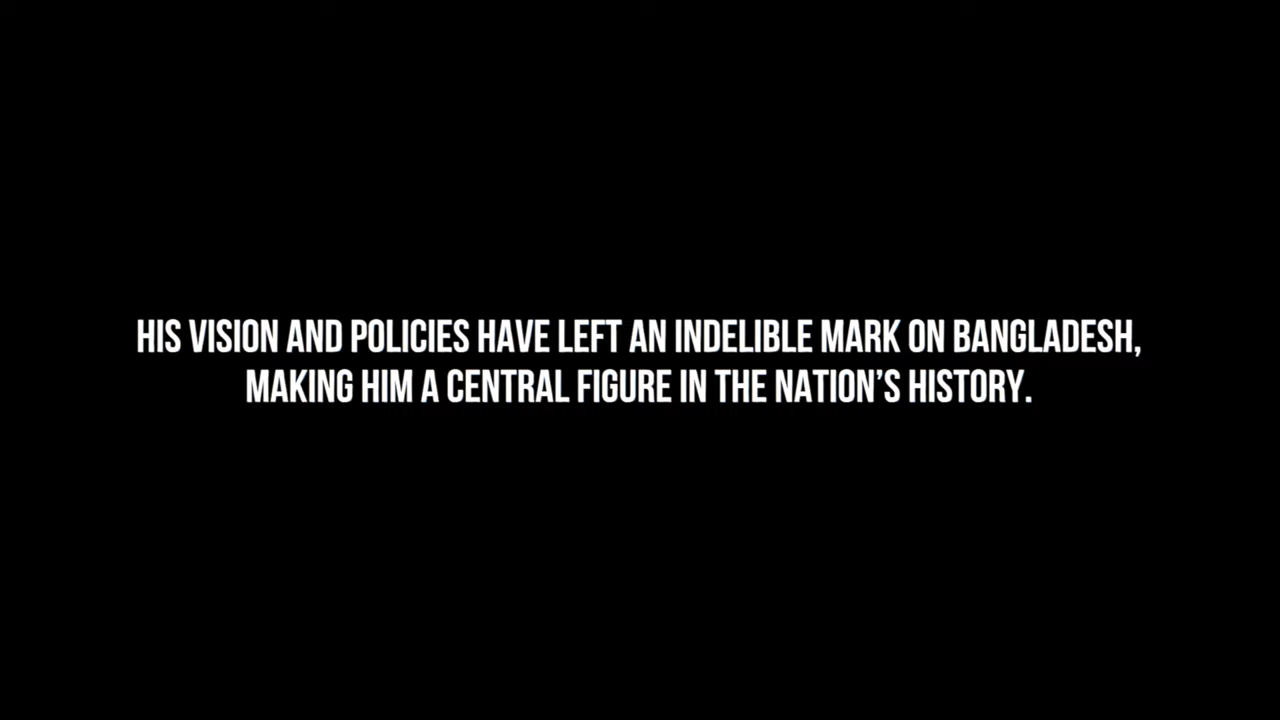 HIS VISION AND POLICIES HAVE LEFT AN INDELIBLE MARK ON BANGLADESH,
MAKING HIM A CENTRAL FIGURE IN THE NATION’S HISTORY.